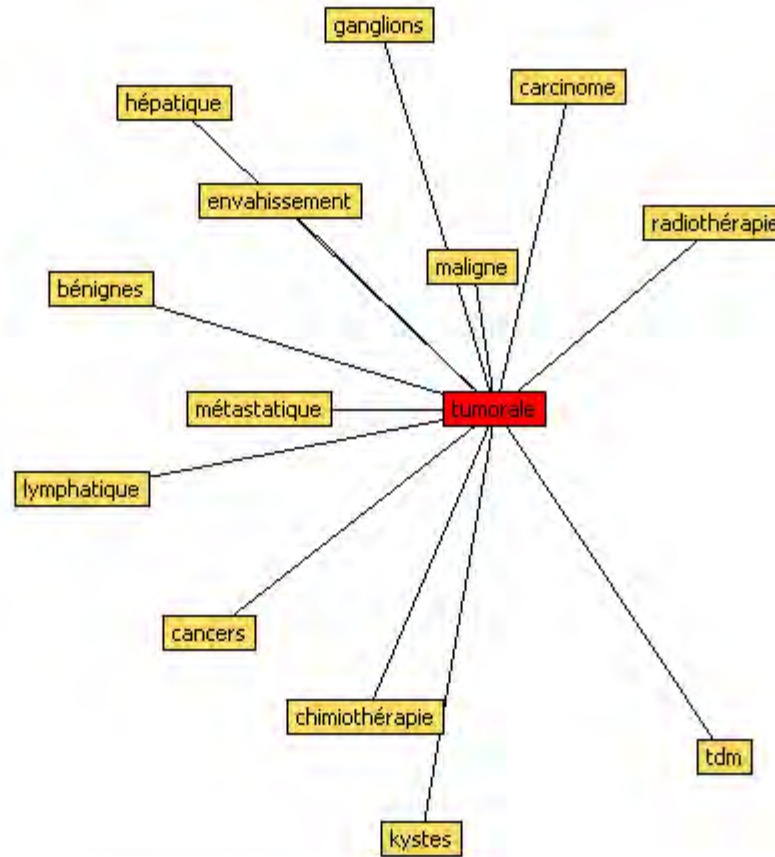 ganglions
carcinome
hépatique
envahissement
radiothérapie
maligne
bénignes
métastatique
tumorale
lymphatique
cancers
chimiothérapie
tdm
kystes